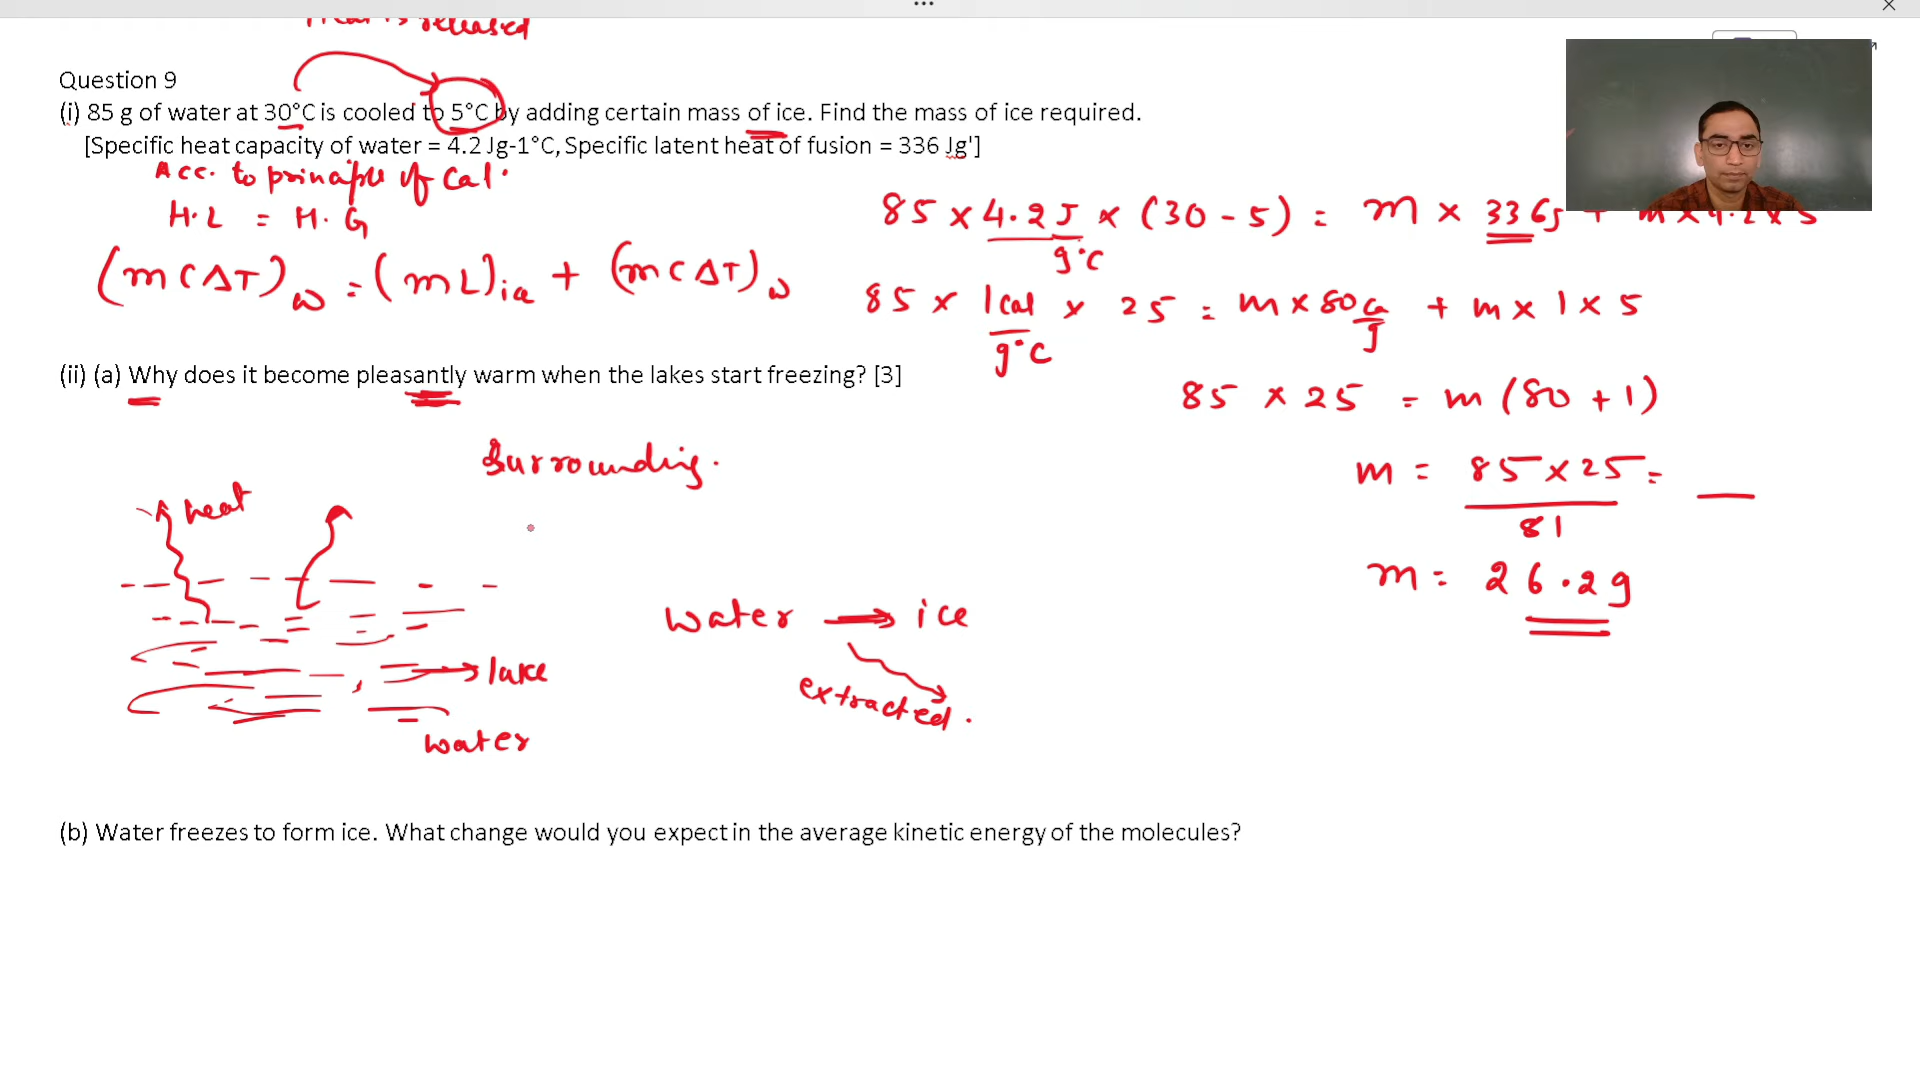 Heat is released
Question 9
(i) 85 g of water at 30°C is cooled to 5°C by adding certain mass of ice. Find the mass of ice required.
[Specific heat capacity of water = 4.2 Jg-1°C, Specific latent heat of fusion = 336 Jg']
Acc. to principle of Cal.
H.L = H.G
(mCΔT)w = (mL)ice + (mCΔT)w
85 × 4.2J/g°C × (30 - 5) = m × 336J + m × 4.2 × 5
85 × 1cal/g°C × 25 = m × 80 Ca/g + m × 1 × 5
(ii) (a) Why does it become pleasantly warm when the lakes start freezing? [3]
85 × 25 = m (80 + 1)
m = 85×25/81 =
m = 26.2g
Surrounding.
heat
water → ice
extracted.
lake
water
(b) Water freezes to form ice. What change would you expect in the average kinetic energy of the molecules?